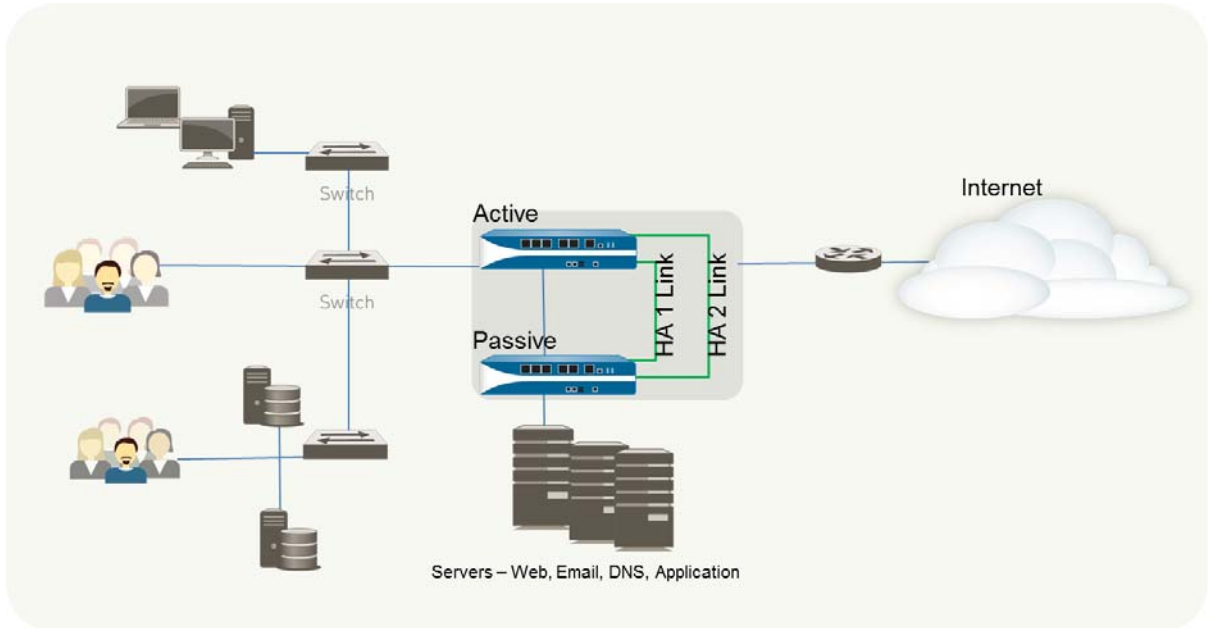 Switch
Switch
Active
Passive
HA 1 Link
HA 2 Link
Internet
Servers – Web, Email, DNS, Application